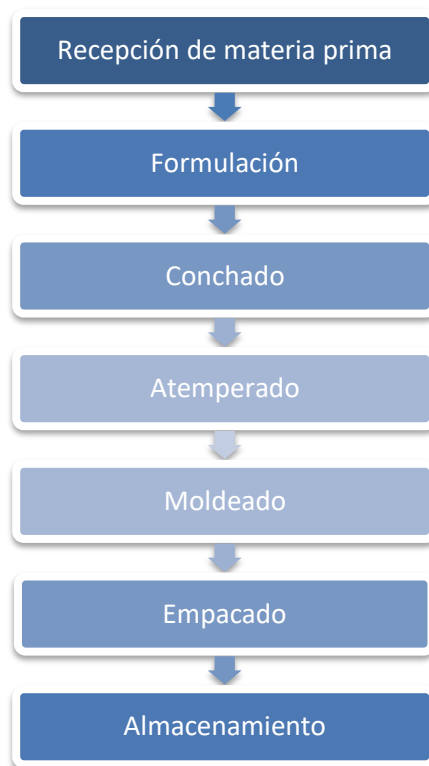 Recepción de materia prima
Formulación
Conchado
Atemperado
Moldeado
Empacado
Almacenamiento